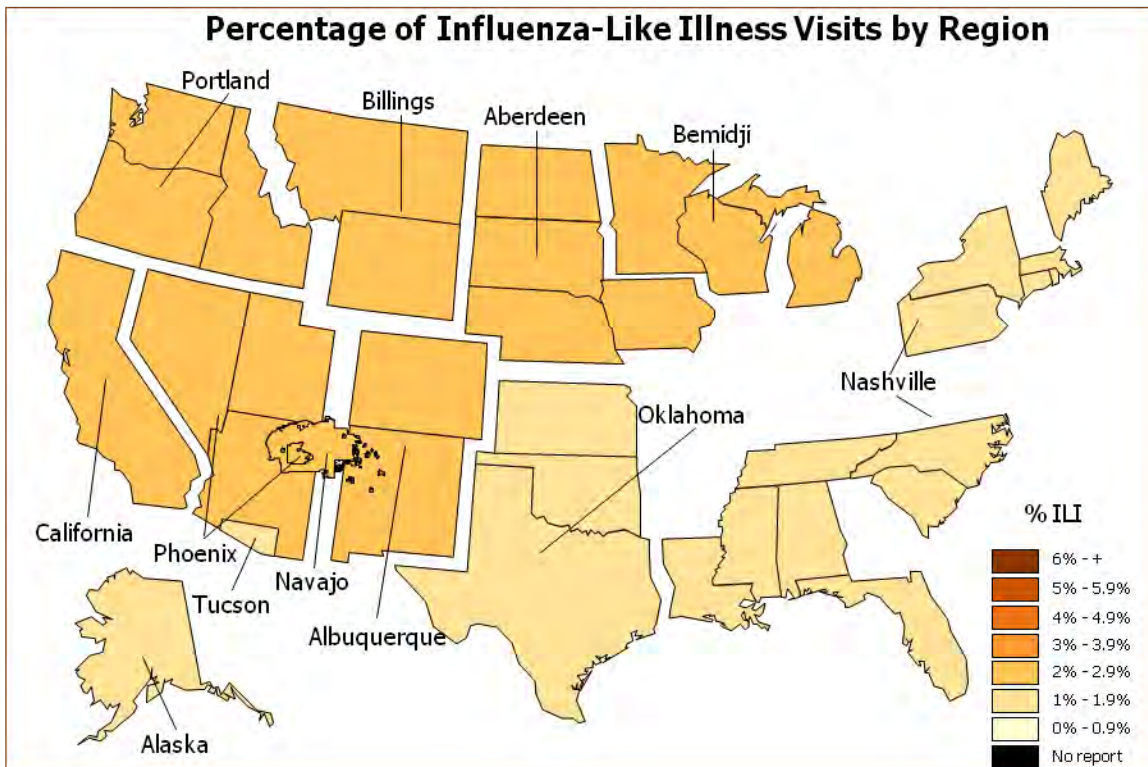 Percentage of Influenza-Like Illness Visits by Region
Portland
Billings
Aberdeen
Bemidji
Nashville
Oklahoma
California
Phoenix
Navajo
Tucson
Albuquerque
Alaska
% ILI
6% - +
5% - 5.9%
4% - 4.9%
3% - 3.9%
2% - 2.9%
1% - 1.9%
0% - 0.9%
No report